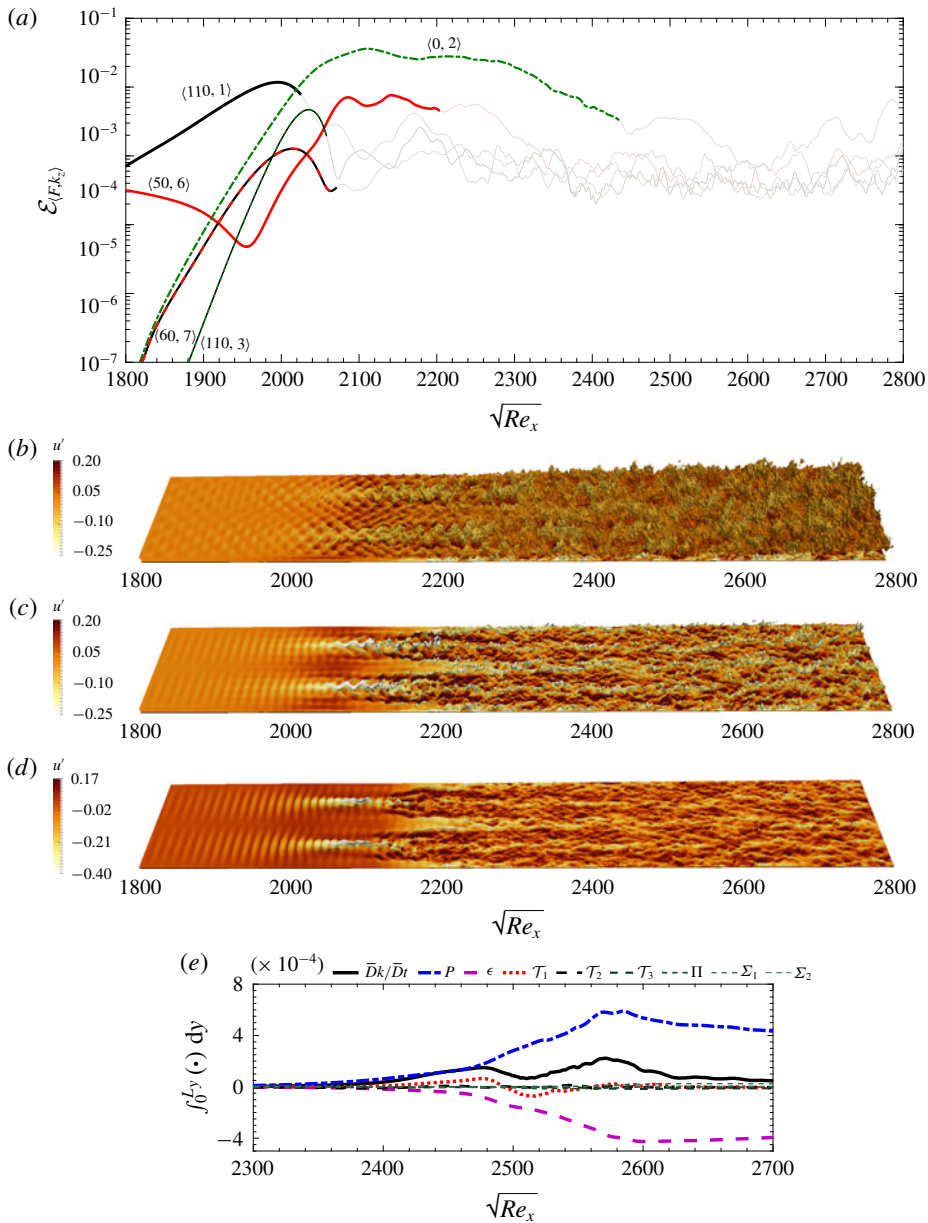 (a)
10⁻¹
10⁻²
10⁻³
10⁻⁴
10⁻⁵
10⁻⁶
10⁻⁷
ℰ⟨F,k_z⟩
⟨0, 2⟩
⟨110, 1⟩
⟨50, 6⟩
⟨60, 7⟩
⟨110, 3⟩
1800 1900 2000 2100 2200 2300 2400 2500 2600 2700 2800
√Re_x
(b)
u′
0.20
0.05
−0.10
−0.25
1800 2000 2200 2400 2600 2800
(c)
u′
0.20
0.05
−0.10
−0.25
1800 2000 2200 2400 2600 2800
(d)
u′
0.17
−0.02
−0.21
−0.40
1800 2000 2200 2400 2600 2800
√Re_x
(e)
(× 10⁻⁴)
D̄k/D̄t P ϵ 𝒯₁ 𝒯₂ 𝒯₃ Π Σ₁ Σ₂
8
4
0
−4
∫₀^{L_y} (•) dy
2300 2400 2500 2600 2700
√Re_x